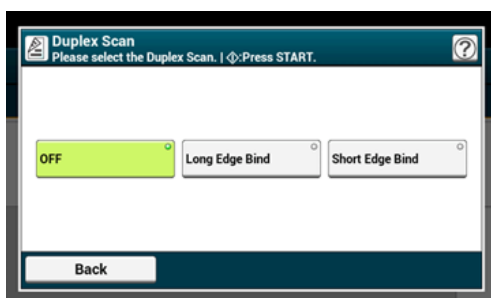 Duplex Scan
Please select the Duplex Scan. | ◇:Press START.
?
OFF
Long Edge Bind
Short Edge Bind
Back